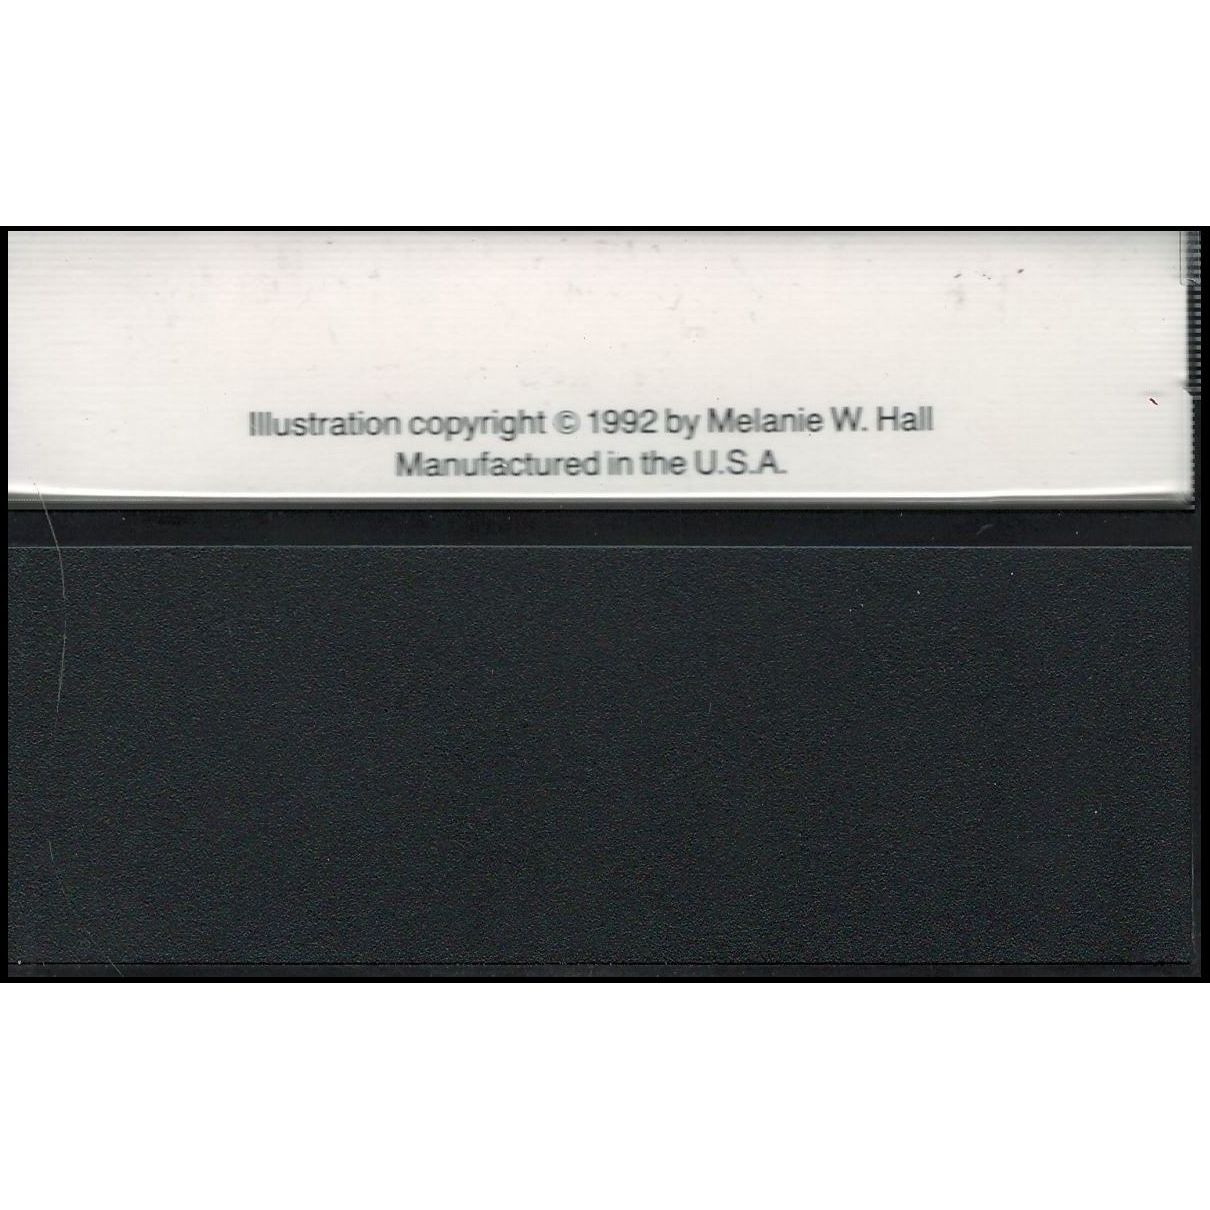 Illustration copyright © 1992 by Melanie W. Hall
Manufactured in the U.S.A.